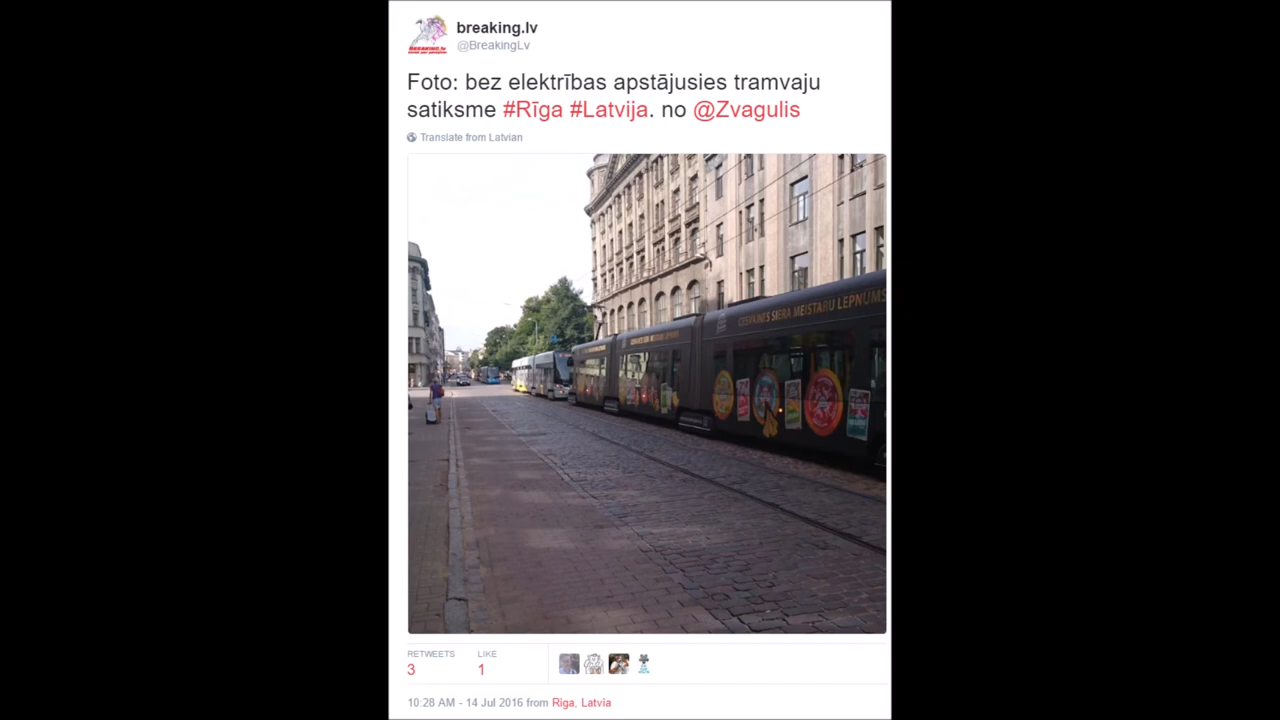 breaking.lv
@BreakingLv
Foto: bez elektrības apstājusies tramvaju
satiksme #Rīga #Latvija. no @Zvagulis
Translate from Latvian
CESVAINES SIERA MEISTARU LEPNUMS
RETWEETS
LIKE
3
1
10:28 AM - 14 Jul 2016 from Rīga, Latvia